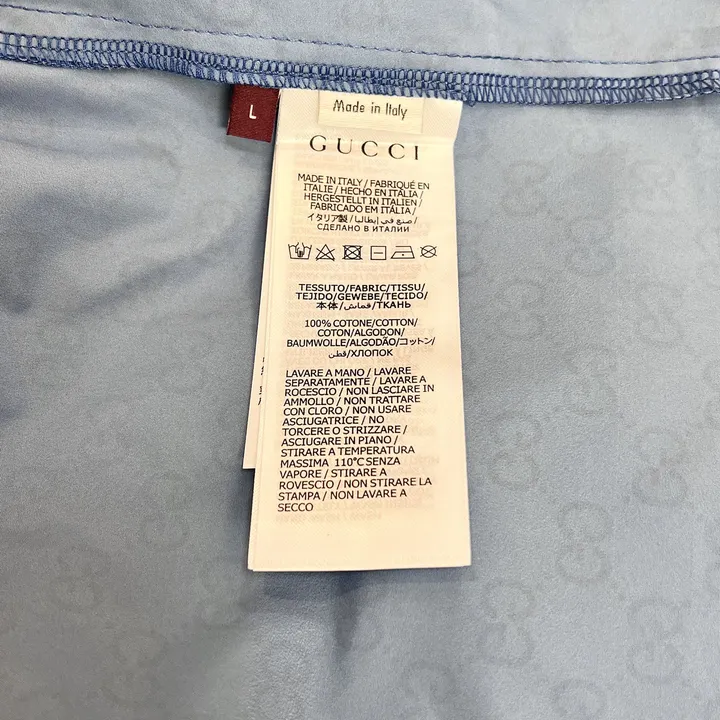 L
Made in Italy
GUCCI
MADE IN ITALY / FABRIQUÉ EN
ITALIE / HECHO EN ITALIA /
HERGESTELLT IN ITALIEN /
FABRICADO EM ITÁLIA /
イタリア製 / صنع في إيطاليا /
СДЕЛАНО В ИТАЛИИ
TESSUTO/FABRIC/TISSU/
TEJIDO/GEWEBE/TECIDO/
本体/قماش/ТКАНЬ
100% COTONE/COTTON/
COTON/ALGODON/
BAUMWOLLE/ALGODÃO/コットン/
قطن/ХЛОПОК
LAVARE A MANO / LAVARE
SEPARATAMENTE / LAVARE A
ROCESCIO / NON LASCIARE IN
AMMOLLO / NON TRATTARE
CON CLORO / NON USARE
ASCIUGATRICE / NO
TORCERE O STRIZZARE /
ASCIUGARE IN PIANO /
STIRARE A TEMPERATURA
MASSIMA 110°C SENZA
VAPORE / STIRARE A
ROVESCIO / NON STIRARE LA
STAMPA / NON LAVARE A
SECCO